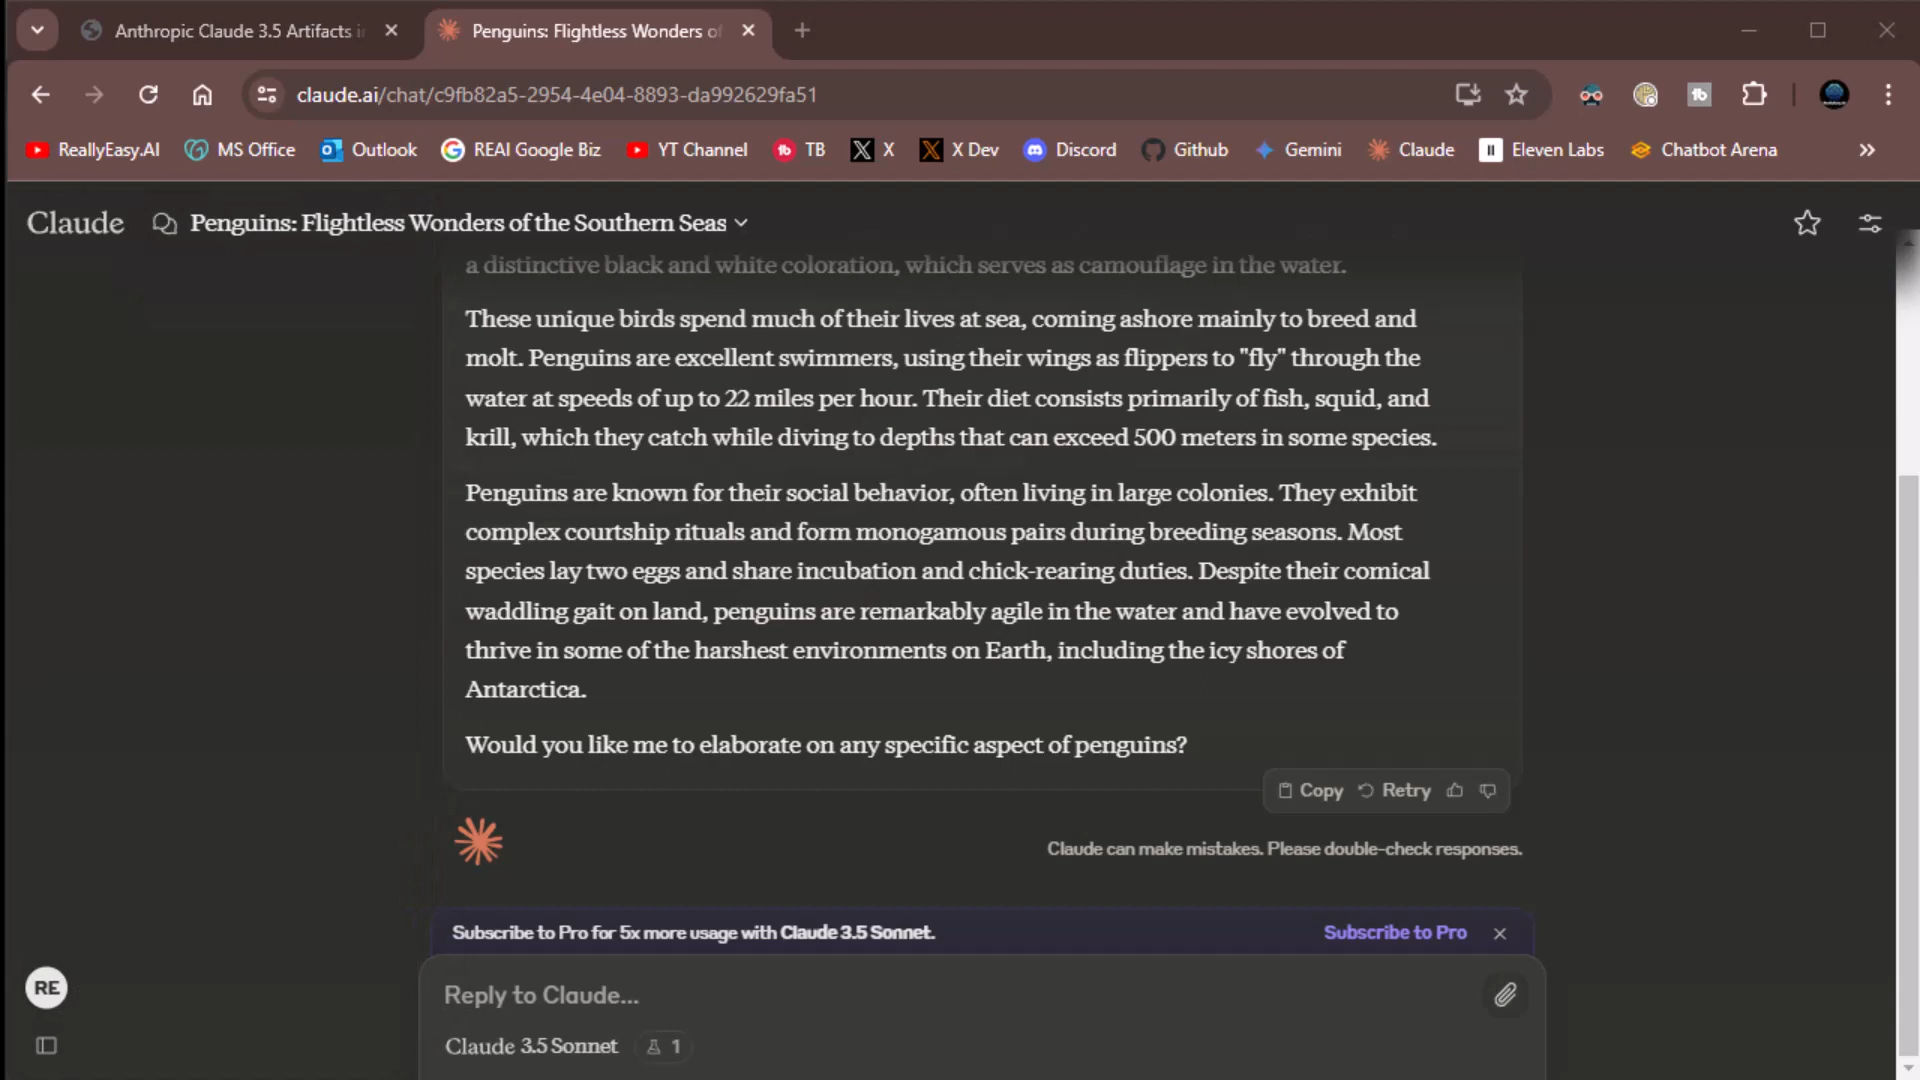 Anthropic Claude 3.5 Artifacts i
Penguins: Flightless Wonders of
claude.ai/chat/c9fb82a5-2954-4e04-8893-da992629fa51
ReallyEasy.AI MS Office Outlook REAI Google Biz YT Channel TB X X Dev Discord Github Gemini Claude Eleven Labs Chatbot Arena
Claude Penguins: Flightless Wonders of the Southern Seas
a distinctive black and white coloration, which serves as camouflage in the water.
These unique birds spend much of their lives at sea, coming ashore mainly to breed and
molt. Penguins are excellent swimmers, using their wings as flippers to "fly" through the
water at speeds of up to 22 miles per hour. Their diet consists primarily of fish, squid, and
krill, which they catch while diving to depths that can exceed 500 meters in some species.
Penguins are known for their social behavior, often living in large colonies. They exhibit
complex courtship rituals and form monogamous pairs during breeding seasons. Most
species lay two eggs and share incubation and chick-rearing duties. Despite their comical
waddling gait on land, penguins are remarkably agile in the water and have evolved to
thrive in some of the harshest environments on Earth, including the icy shores of
Antarctica.
Would you like me to elaborate on any specific aspect of penguins?
Copy Retry
Claude can make mistakes. Please double-check responses.
Subscribe to Pro for 5x more usage with Claude 3.5 Sonnet. Subscribe to Pro
RE
Reply to Claude...
Claude 3.5 Sonnet 1